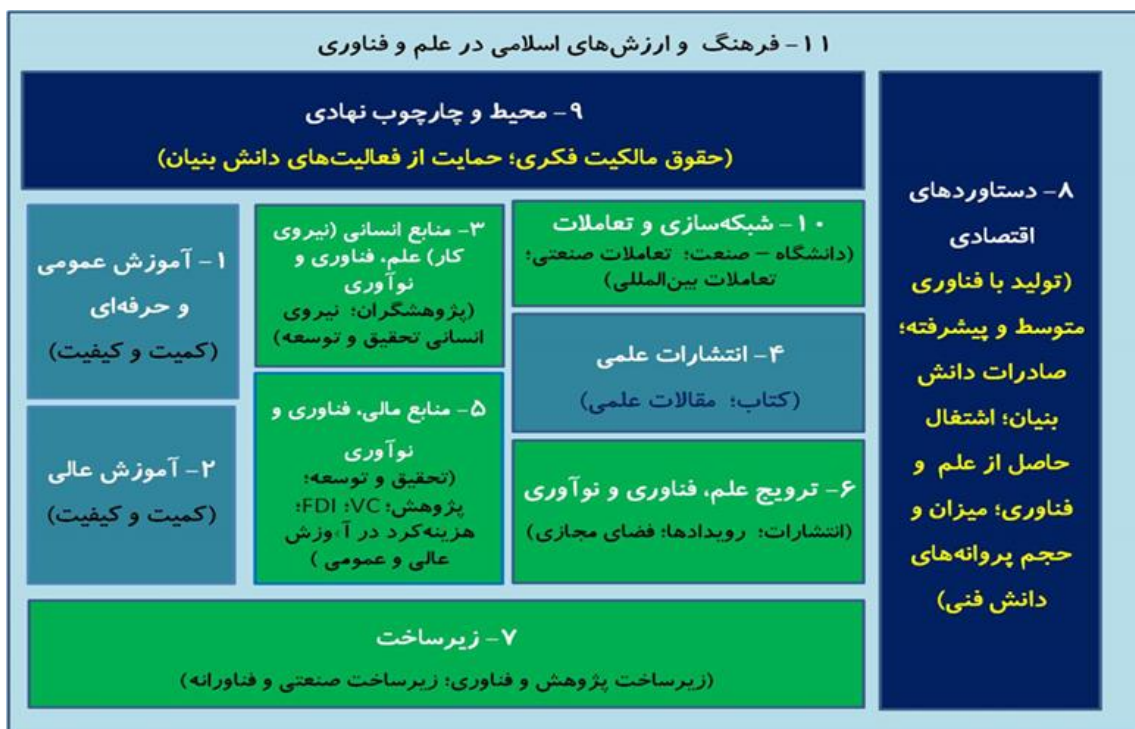 ۱۱- فرهنگ و ارزش‌های اسلامی در علم و فناوری
۹- محیط و چارچوب نهادی
(حقوق مالکیت فکری؛ حمایت از فعالیت‌های دانش بنیان)
۸- دستاوردهای
اقتصادی
(تولید با فناوری
متوسط و پیشرفته؛
صادرات دانش
بنیان؛ اشتغال
حاصل از علم و
فناوری؛ میزان و
حجم پروانه‌های
دانش فنی)
۱۰- شبکه‌سازی و تعاملات
(دانشگاه - صنعت؛ تعاملات صنعتی؛
تعاملات بین‌المللی)
۳- منابع انسانی (نیروی
کار) علم، فناوری و
نوآوری
(پژوهشگران؛ نیروی
انسانی تحقیق و توسعه)
۱- آموزش عمومی
و حرفه‌ای
(کمیت و کیفیت)
۴- انتشارات علمی
(کتاب؛ مقالات علمی)
۵- منابع مالی، فناوری و
نوآوری
(تحقیق و توسعه؛
پژوهش؛ VC؛ FDI؛
هزینه‌کرد در آموزش
عالی و عمومی )
۲- آموزش عالی
(کمیت و کیفیت)
۶- ترویج علم، فناوری و نوآوری
(انتشارات؛ رویدادها؛ فضای مجازی)
۷- زیرساخت
(زیرساخت پژوهش و فناوری؛ زیرساخت صنعتی و فناورانه)